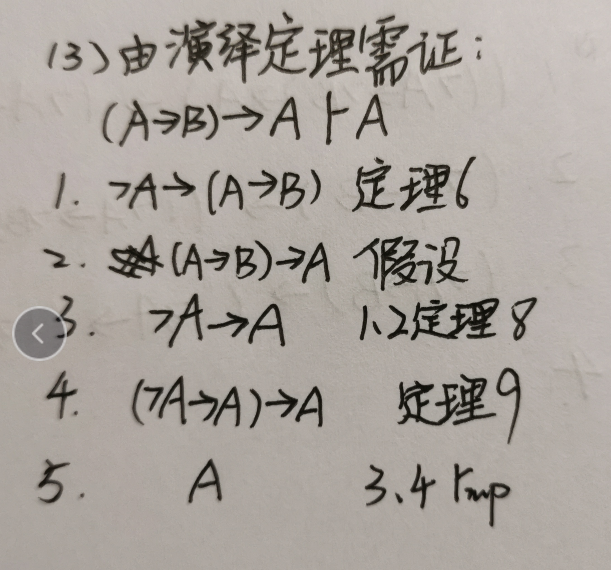 (3)由演绎定理需证：
(A→B)→A⊢A
1. ¬A→(A→B) 定理6
2. (A→B)→A 假设
3. ¬A→A 1、2定理8
4. (¬A→A)→A 定理9
5. A 3、4 rmp